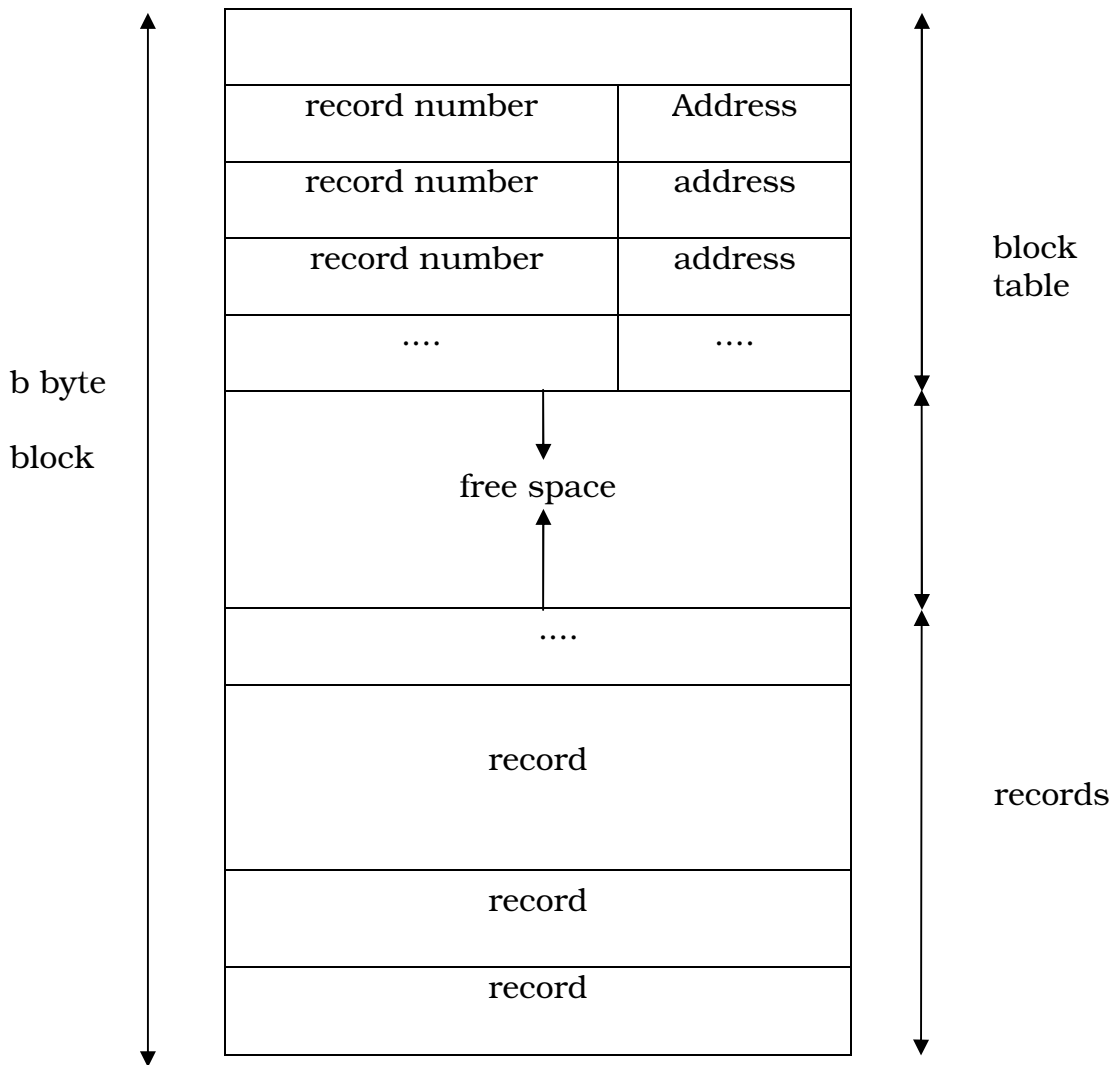 record number Address
record number address
record number address
.... ....
block
table
b byte
block
free space
....
record
records
record
record